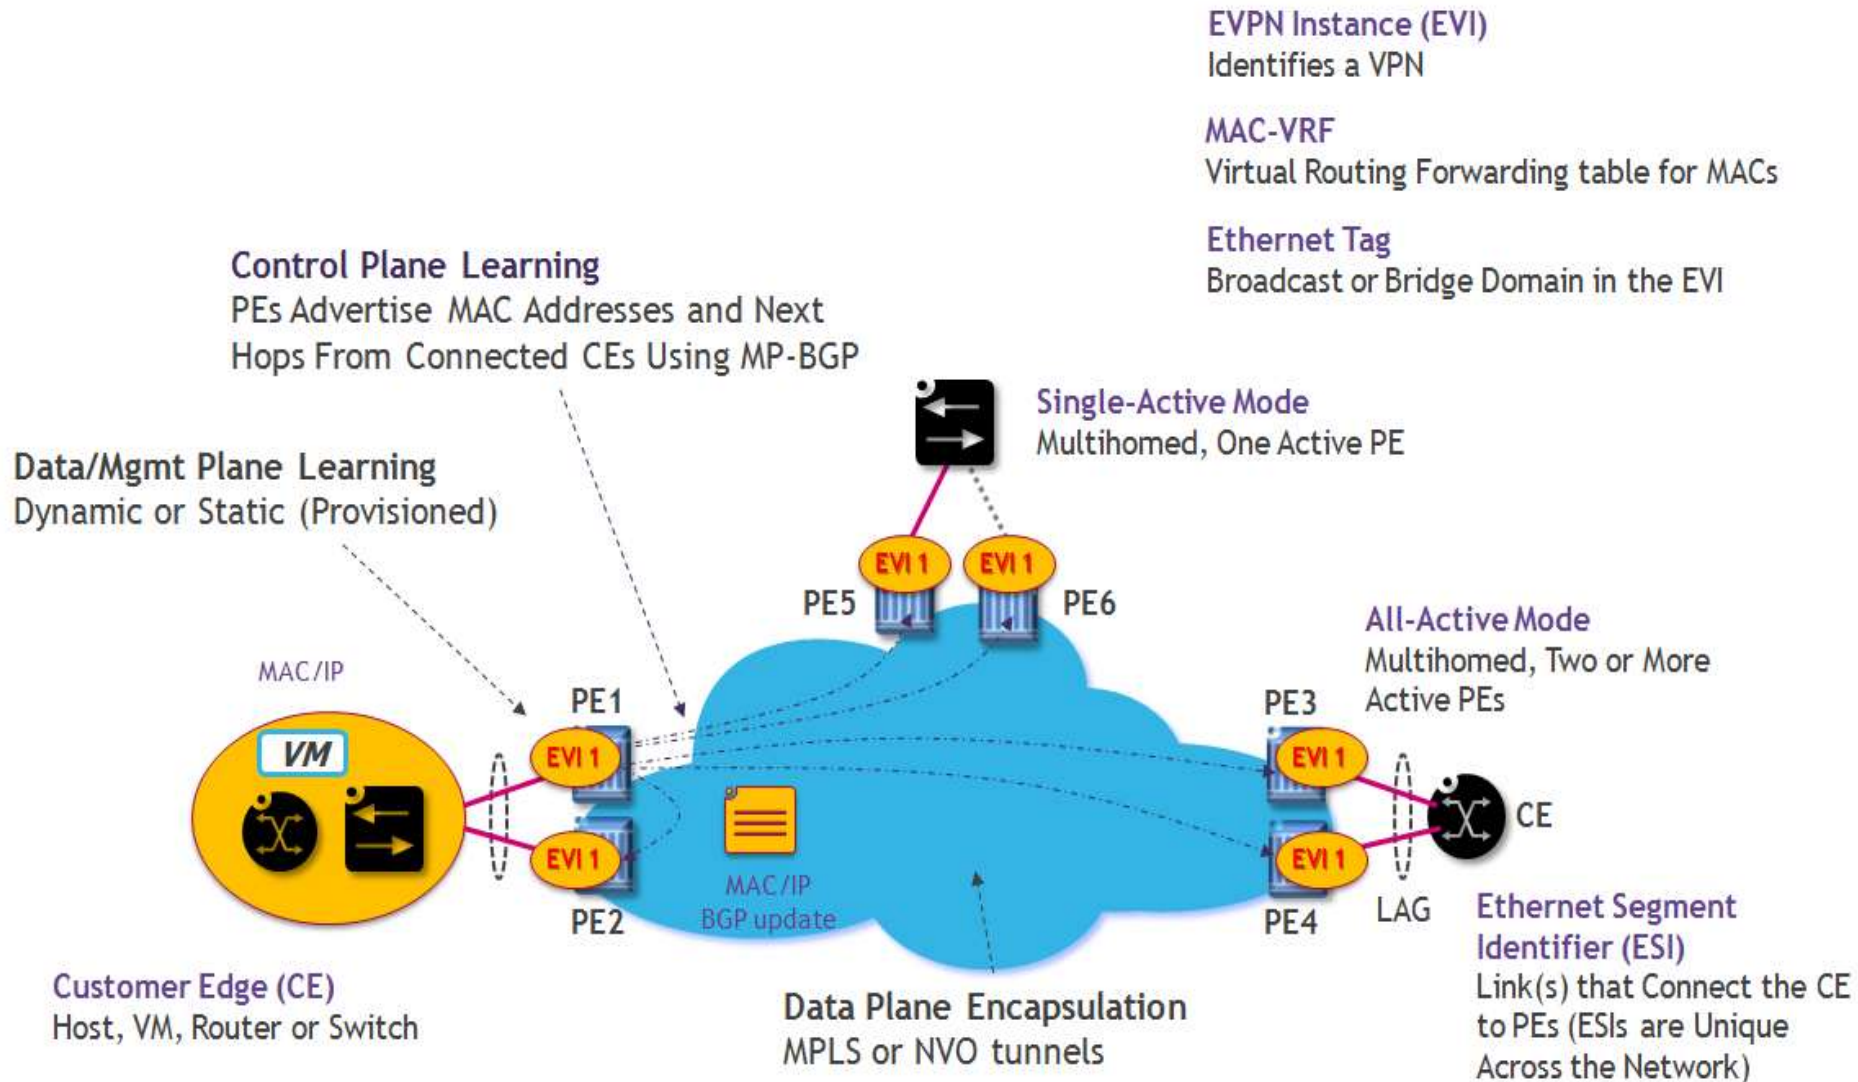 EVPN Instance (EVI)
Identifies a VPN
MAC-VRF
Virtual Routing Forwarding table for MACs
Ethernet Tag
Broadcast or Bridge Domain in the EVI
Control Plane Learning
PEs Advertise MAC Addresses and Next
Hops From Connected CEs Using MP-BGP
Single-Active Mode
Multihomed, One Active PE
Data/Mgmt Plane Learning
Dynamic or Static (Provisioned)
EVI 1
EVI 1
PE5
PE6
All-Active Mode
Multihomed, Two or More
Active PEs
MAC/IP
VM
PE1
EVI 1
EVI 1
PE2
MAC/IP
BGP update
PE3
EVI 1
EVI 1
PE4
CE
LAG
Ethernet Segment
Identifier (ESI)
Link(s) that Connect the CE
to PEs (ESIs are Unique
Across the Network)
Customer Edge (CE)
Host, VM, Router or Switch
Data Plane Encapsulation
MPLS or NVO tunnels